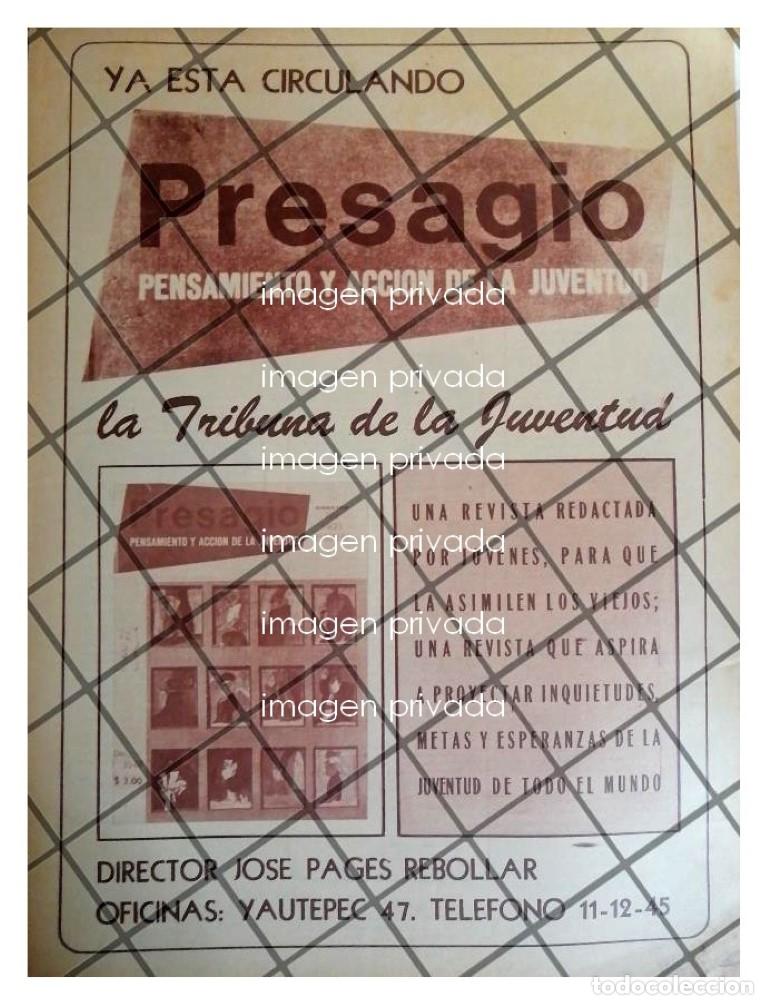 YA ESTA CIRCULANDO
Presagio
PENSAMIENTO Y ACCION DE LA JUVENTUD
imagen privada
imagen privada
la Tribuna de la Juventud
imagen privada
Presagio
PENSAMIENTO Y ACCION DE LA
$ 3.00
UNA REVISTA REDACTADA
POR JOVENES, PARA QUE
LA ASIMILEN LOS VIEJOS;
UNA REVISTA QUE ASPIRA
A PROYECTAR INQUIETUDES,
METAS Y ESPERANZAS DE LA
JUVENTUD DE TODO EL MUNDO
imagen privada
imagen privada
imagen privada
DIRECTOR JOSE PAGES REBOLLAR
OFICINAS: YAUTEPEC 47. TELEFONO 11-12-45
todocoleccion